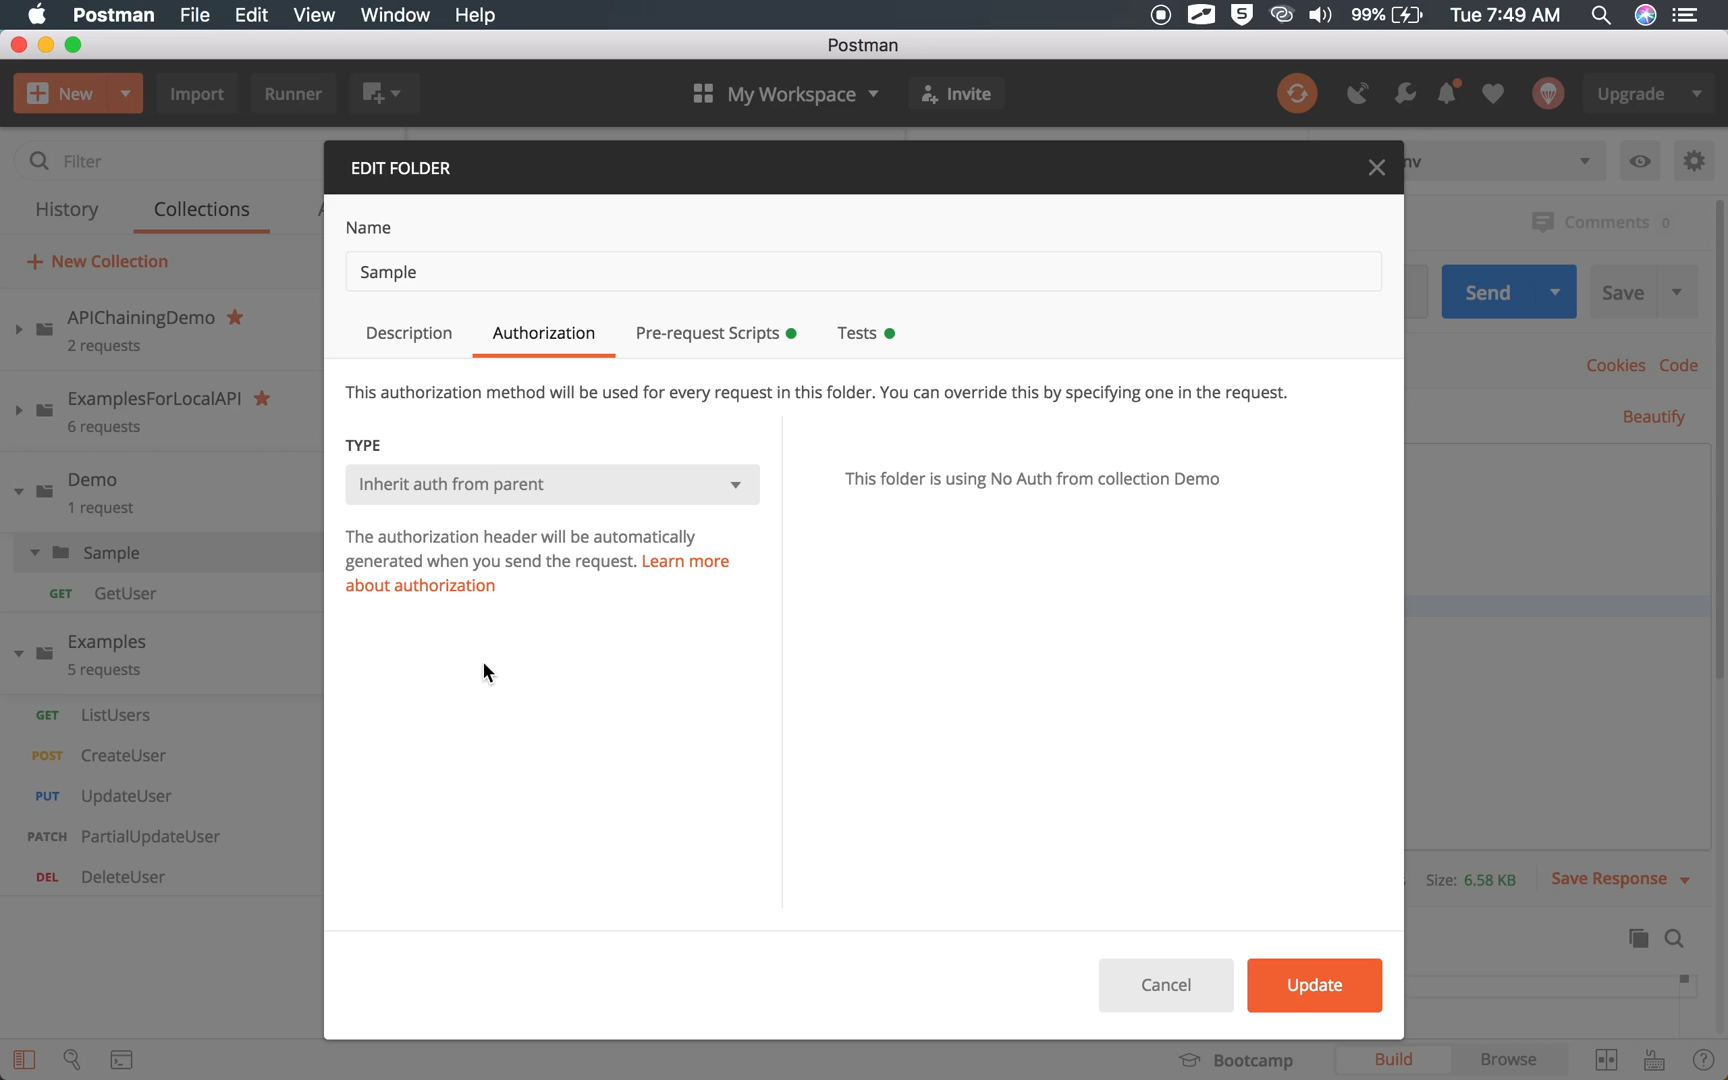 Postman File Edit View Window Help 99% Tue 7:49 AM
Postman
New Import Runner My Workspace Invite Upgrade
Filter
History Collections
New Collection
APIChainingDemo
2 requests
ExamplesForLocalAPI
6 requests
Demo
1 request
Sample
GET GetUser
Examples
5 requests
GET ListUsers
POST CreateUser
PUT UpdateUser
PATCH PartialUpdateUser
DEL DeleteUser
EDIT FOLDER
Name
Sample
Description Authorization Pre-request Scripts Tests
This authorization method will be used for every request in this folder. You can override this by specifying one in the request.
TYPE
Inherit auth from parent
The authorization header will be automatically
generated when you send the request. Learn more
about authorization
This folder is using No Auth from collection Demo
Cancel Update
Comments 0
Send Save
Cookies Code
Beautify
Size: 6.58 KB Save Response
Bootcamp Build Browse